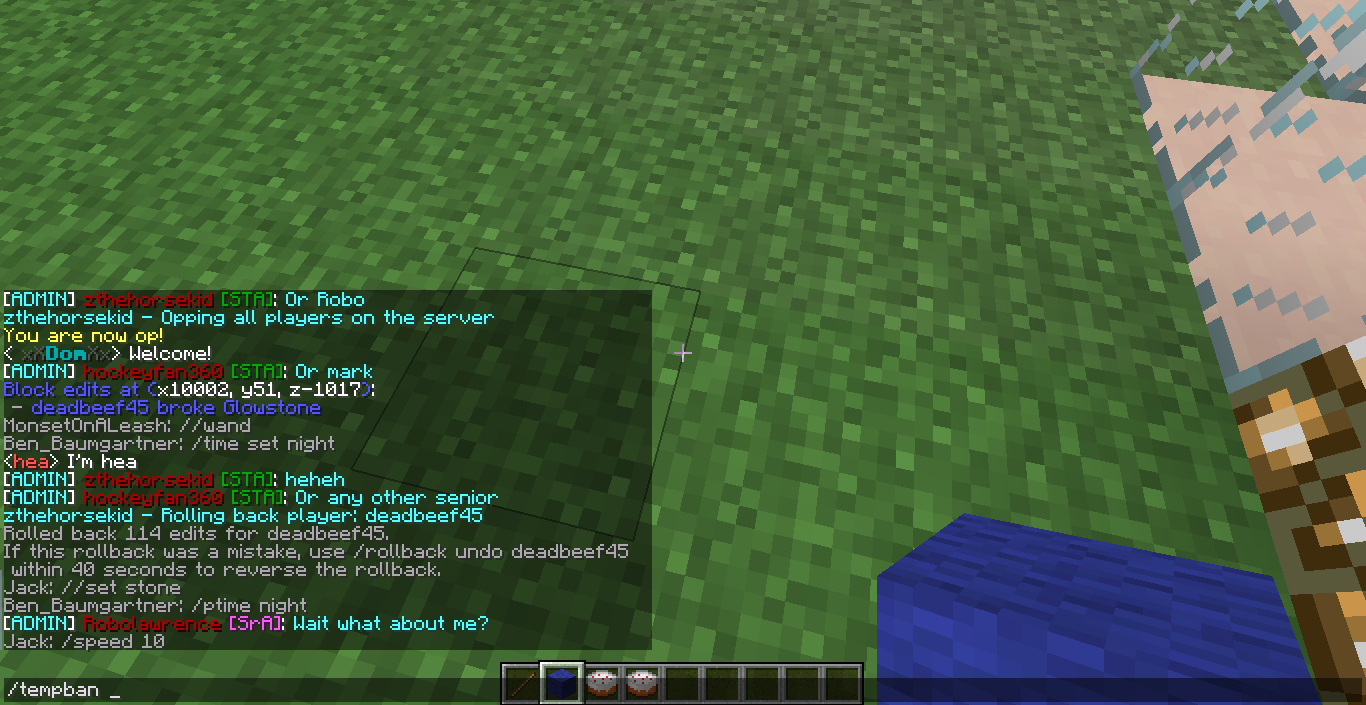 [ADMIN] zthehorsekid [STA]: Or Robo
zthehorsekid - Opping all players on the server
You are now op!
< xXDomXx> Welcome!
[ADMIN] hockeyfan360 [STA]: Or mark
Block edits at (x10002, y51, z-1017):
- deadbeef45 broke Glowstone
MonsetOnALeash: //wand
Ben_Baumgartner: /time set night
<hea> I'm hea
[ADMIN] zthehorsekid [STA]: heheh
[ADMIN] hockeyfan360 [STA]: Or any other senior
zthehorsekid - Rolling back player: deadbeef45
Rolled back 114 edits for deadbeef45.
If this rollback was a mistake, use /rollback undo deadbeef45
within 40 seconds to reverse the rollback.
Jack: //set stone
Ben_Baumgartner: /ptime night
[ADMIN] Robolawrence [SrA]: Wait what about me?
Jack: /speed 10
/tempban _